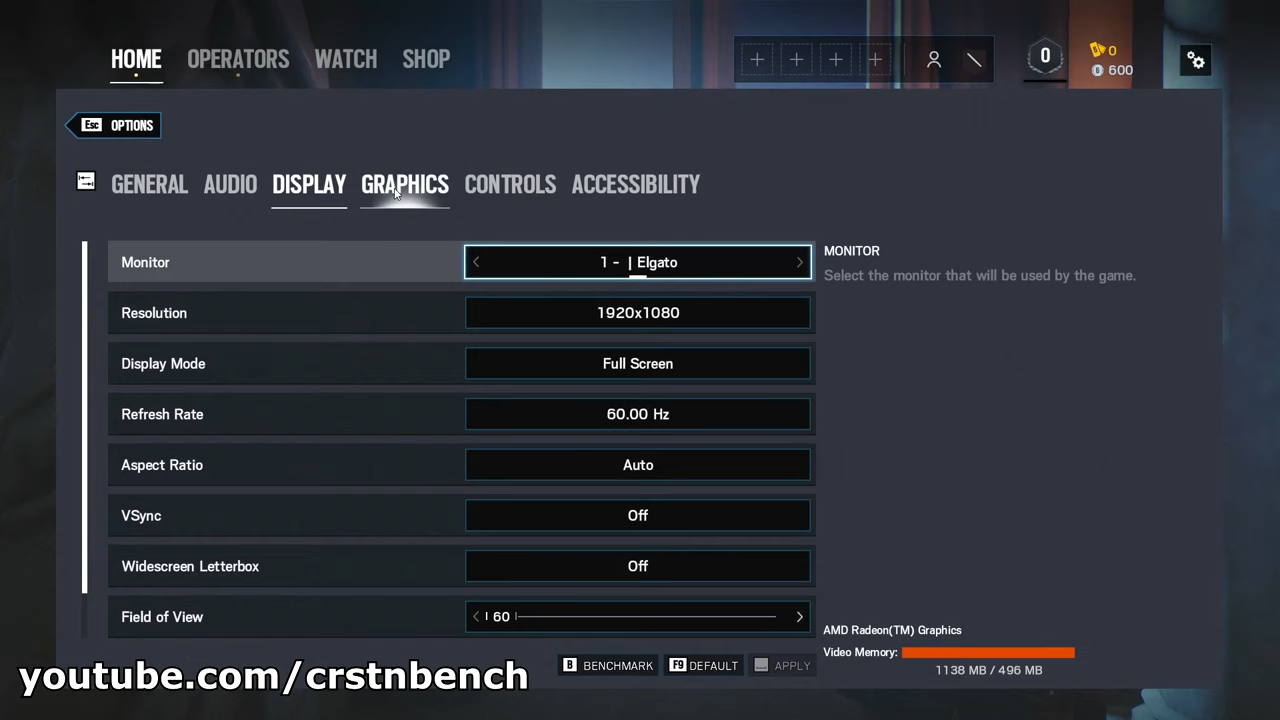 HOME OPERATORS WATCH SHOP
0
0
600
Esc OPTIONS
GENERAL AUDIO DISPLAY GRAPHICS CONTROLS ACCESSIBILITY
Monitor 1 - | Elgato
MONITOR
Select the monitor that will be used by the game.
Resolution 1920x1080
Display Mode Full Screen
Refresh Rate 60.00 Hz
Aspect Ratio Auto
VSync Off
Widescreen Letterbox Off
Field of View 60
AMD Radeon(TM) Graphics
Video Memory:
1138 MB / 496 MB
B BENCHMARK F9 DEFAULT APPLY
youtube.com/crstnbench